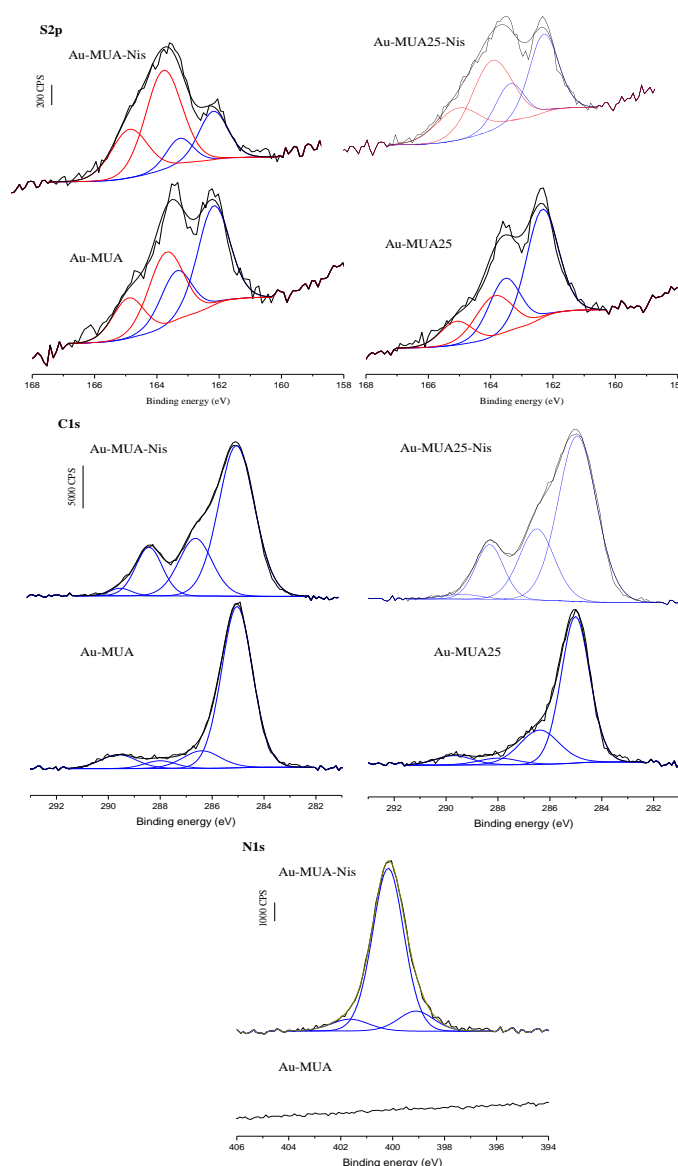 S2p
Au-MUA-Nis
Au-MUA25-Nis
200 CPS
Au-MUA
Au-MUA25
168 166 164 162 160 158
168 166 164 162 160 15
Binding energy (eV)
Binding energy (eV)
C1s
Au-MUA-Nis
Au-MUA25-Nis
5000 CPS
Au-MUA
Au-MUA25
292 290 288 286 284 282
292 290 288 286 284 282
Binding energy (eV)
Binding energy (eV)
N1s
Au-MUA-Nis
1000 CPS
Au-MUA
406 404 402 400 398 396 394
Binding energy (eV)